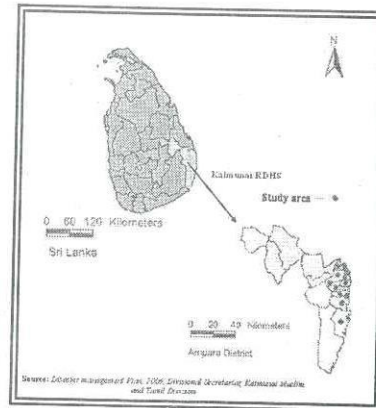 N
Kalmunai RDHS
Study area
0 60 120 Kilometers
Sri Lanka
0 20 40 Kilometers
Ampara District
Source: Disaster management Plan, 2006, Divisional Secretariat, Kalmunai Muslim
and Tamil Division